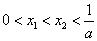 0 < x₁ < x₂ < 1/a